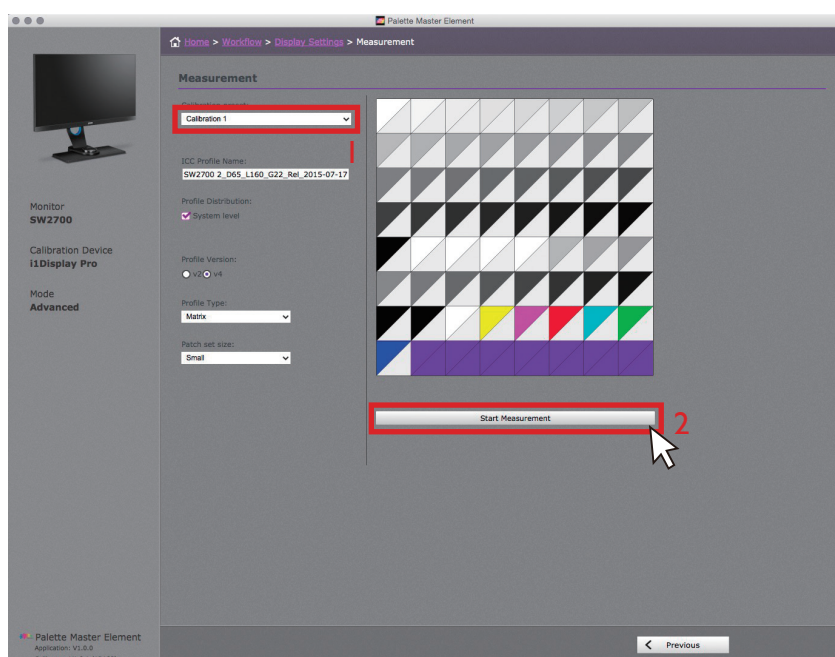 Palette Master Element
Home > Workflow > Display Settings > Measurement
Measurement
Calibration 1
1
ICC Profile Name:
SW2700 2_D65_L160_G22_Rel_2015-07-17
Profile Distribution:
System level
Profile Version:
v2 v4
Profile Type:
Matrix
Patch set size:
Small
Start Measurement
2
Monitor
SW2700
Calibration Device
i1Display Pro
Mode
Advanced
Palette Master Element
Application: V1.0.0
Previous